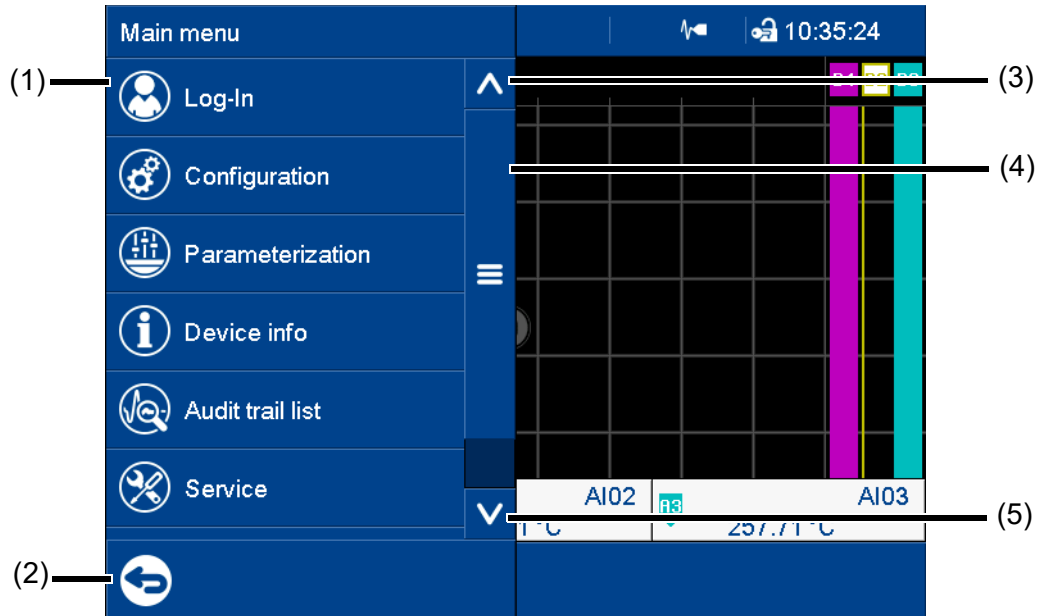 Main menu
10:35:24
(1)
Log-In
(3)
Configuration
(4)
Parameterization
Device info
Audit trail list
Service
AI02
AI03
(5)
257.71 °C
(2)